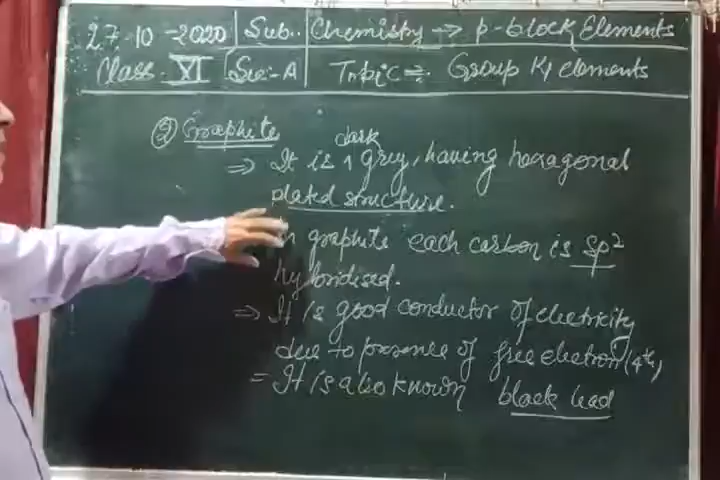 27-10-2020 Sub.. Chemistry → p-block Elements
Class. XI Sec:-A Topic ⇒ Group 14 elements
② Graphite
dark
⇒ It is ∧ grey, having hexagonal
plated structure.
In graphite each carbon is sp²
hybridised.
⇒ It is good conductor of electricity
due to presence of free electron (4th)
= It is also known black lead